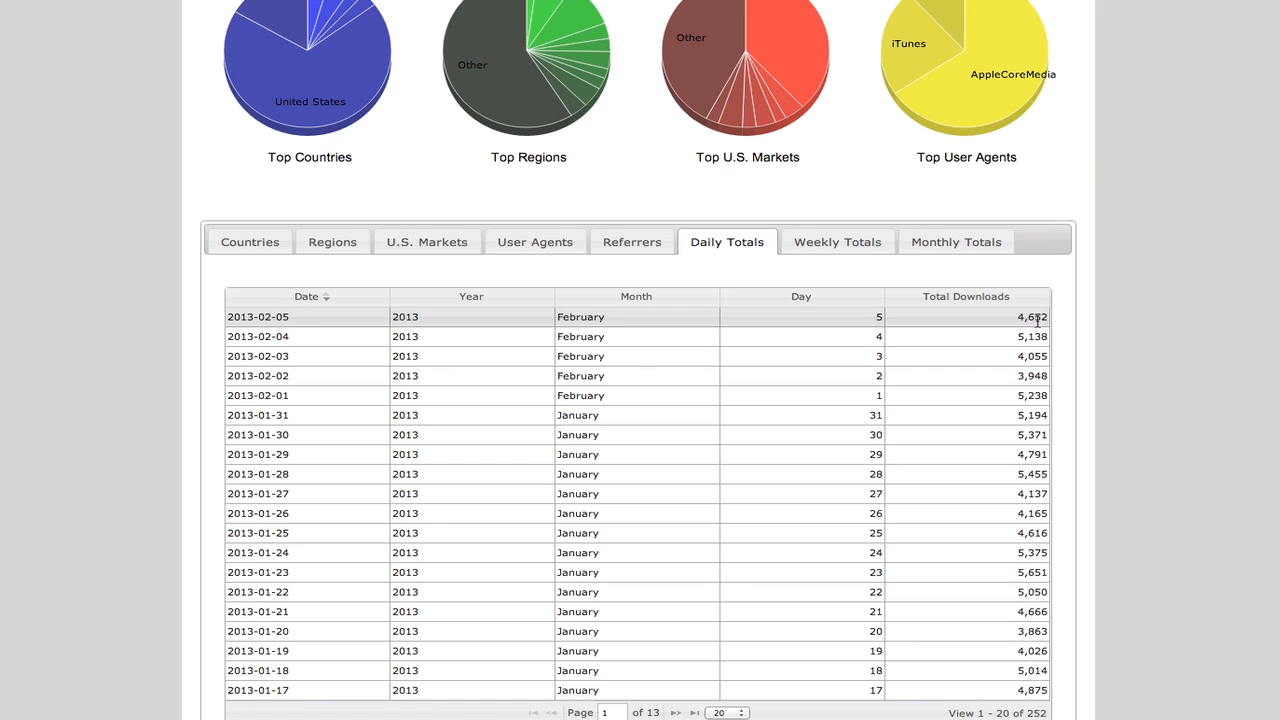 Other
iTunes
Other
AppleCoreMedia
United States
Top Countries Top Regions Top U.S. Markets Top User Agents
Countries Regions U.S. Markets User Agents Referrers Daily Totals Weekly Totals Monthly Totals
Date Year Month Day Total Downloads
2013-02-05 2013 February 5
2013-02-04 2013 February 4 5,138
2013-02-03 2013 February 3 4,055
2013-02-02 2013 February 2 3,948
2013-02-01 2013 February 1 5,238
2013-01-31 2013 January 31 5,194
2013-01-30 2013 January 30 5,371
2013-01-29 2013 January 29 4,791
2013-01-28 2013 January 28 5,455
2013-01-27 2013 January 27 4,137
2013-01-26 2013 January 26 4,165
2013-01-25 2013 January 25 4,616
2013-01-24 2013 January 24 5,375
2013-01-23 2013 January 23 5,651
2013-01-22 2013 January 22 5,050
2013-01-21 2013 January 21 4,666
2013-01-20 2013 January 20 3,863
2013-01-19 2013 January 19 4,026
2013-01-18 2013 January 18 5,014
2013-01-17 2013 January 17 4,875
Page 1 of 13 20 View 1 - 20 of 252